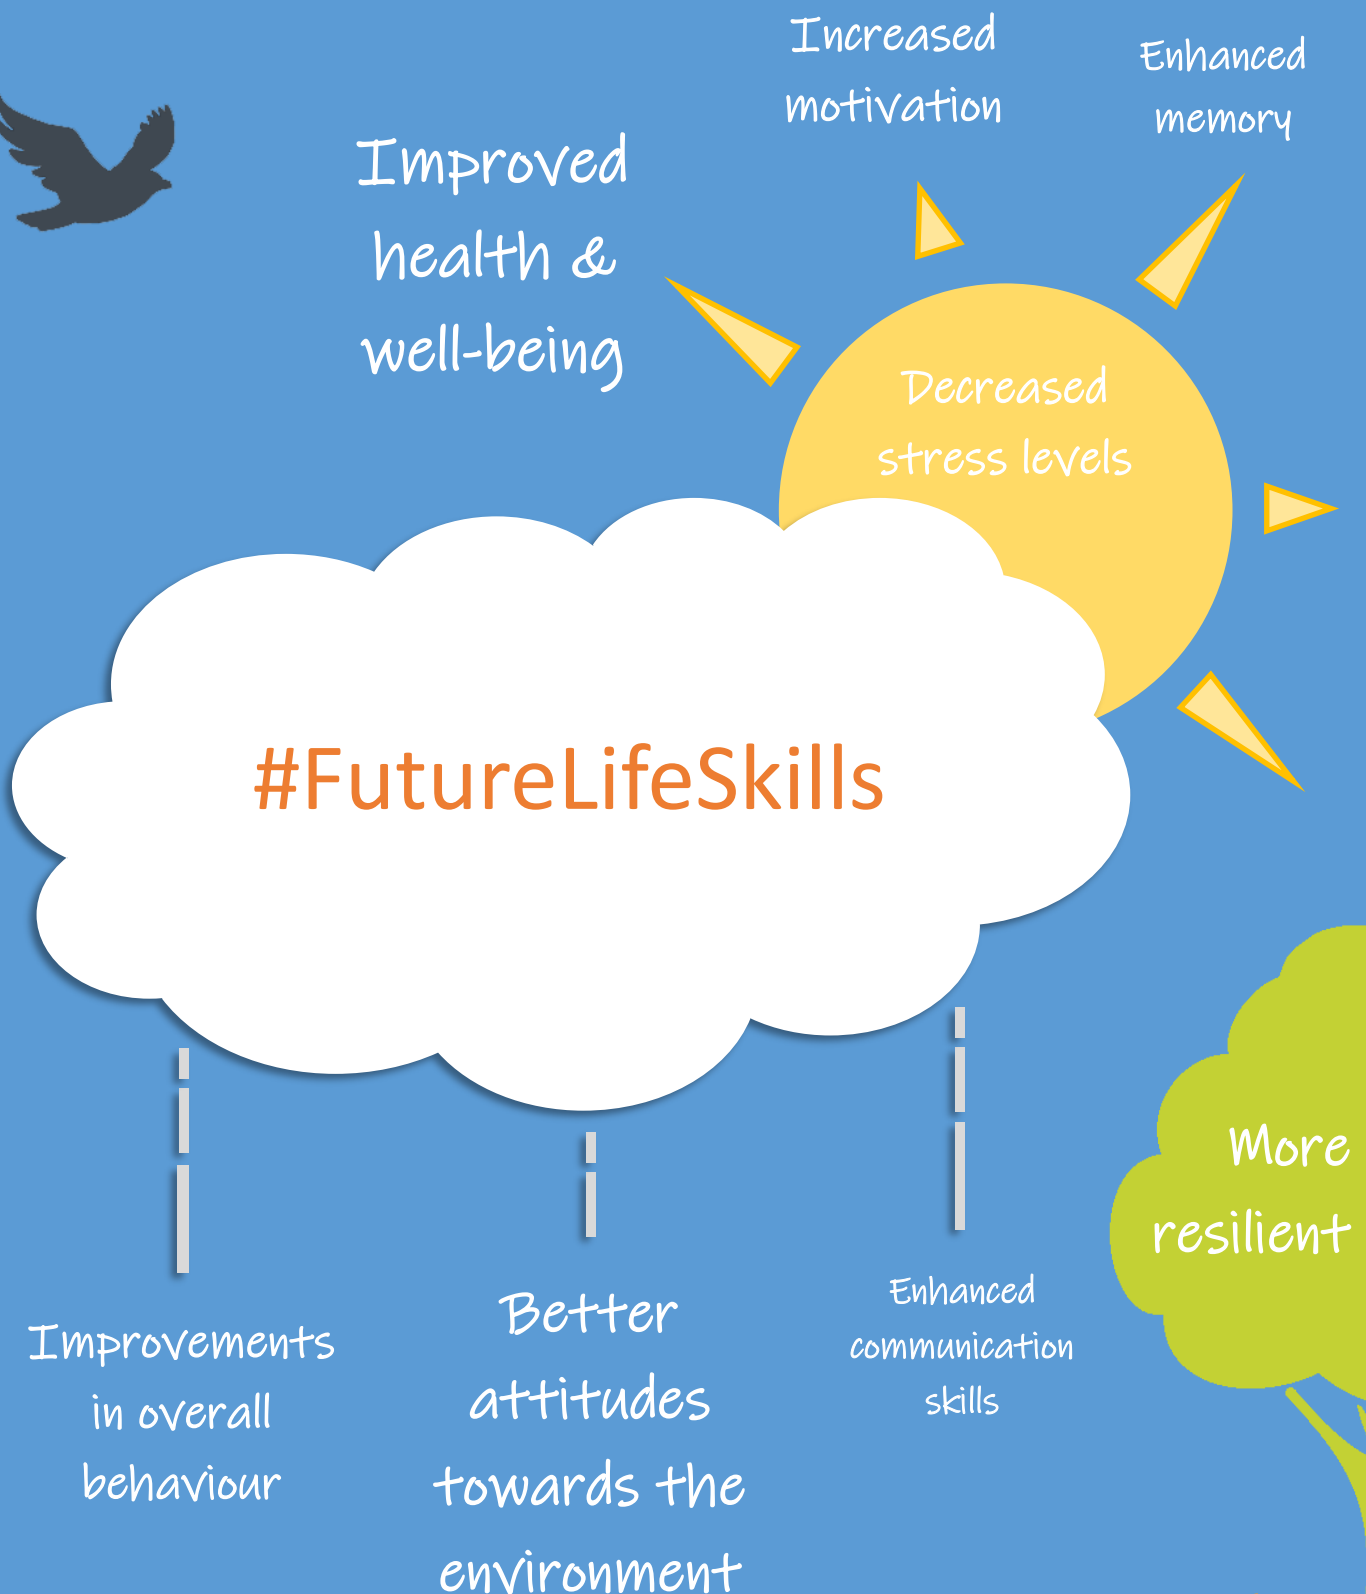 Increased
motivation
Enhanced
memory
Improved
health &
well-being
Decreased
stress levels
#FutureLifeSkills
More
resilient
Improvements
in overall
behaviour
Better
attitudes
towards the
environment
Enhanced
communication
skills